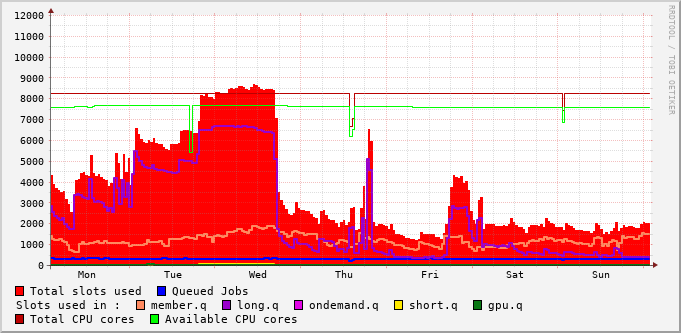 RRDTOOL / TOBI OETIKER
12000
11000
10000
9000
8000
7000
6000
5000
4000
3000
2000
1000
0
Mon Tue Wed Thu Fri Sat Sun
Total slots used Queued Jobs
Slots used in : member.q long.q ondemand.q short.q gpu.q
Total CPU cores Available CPU cores